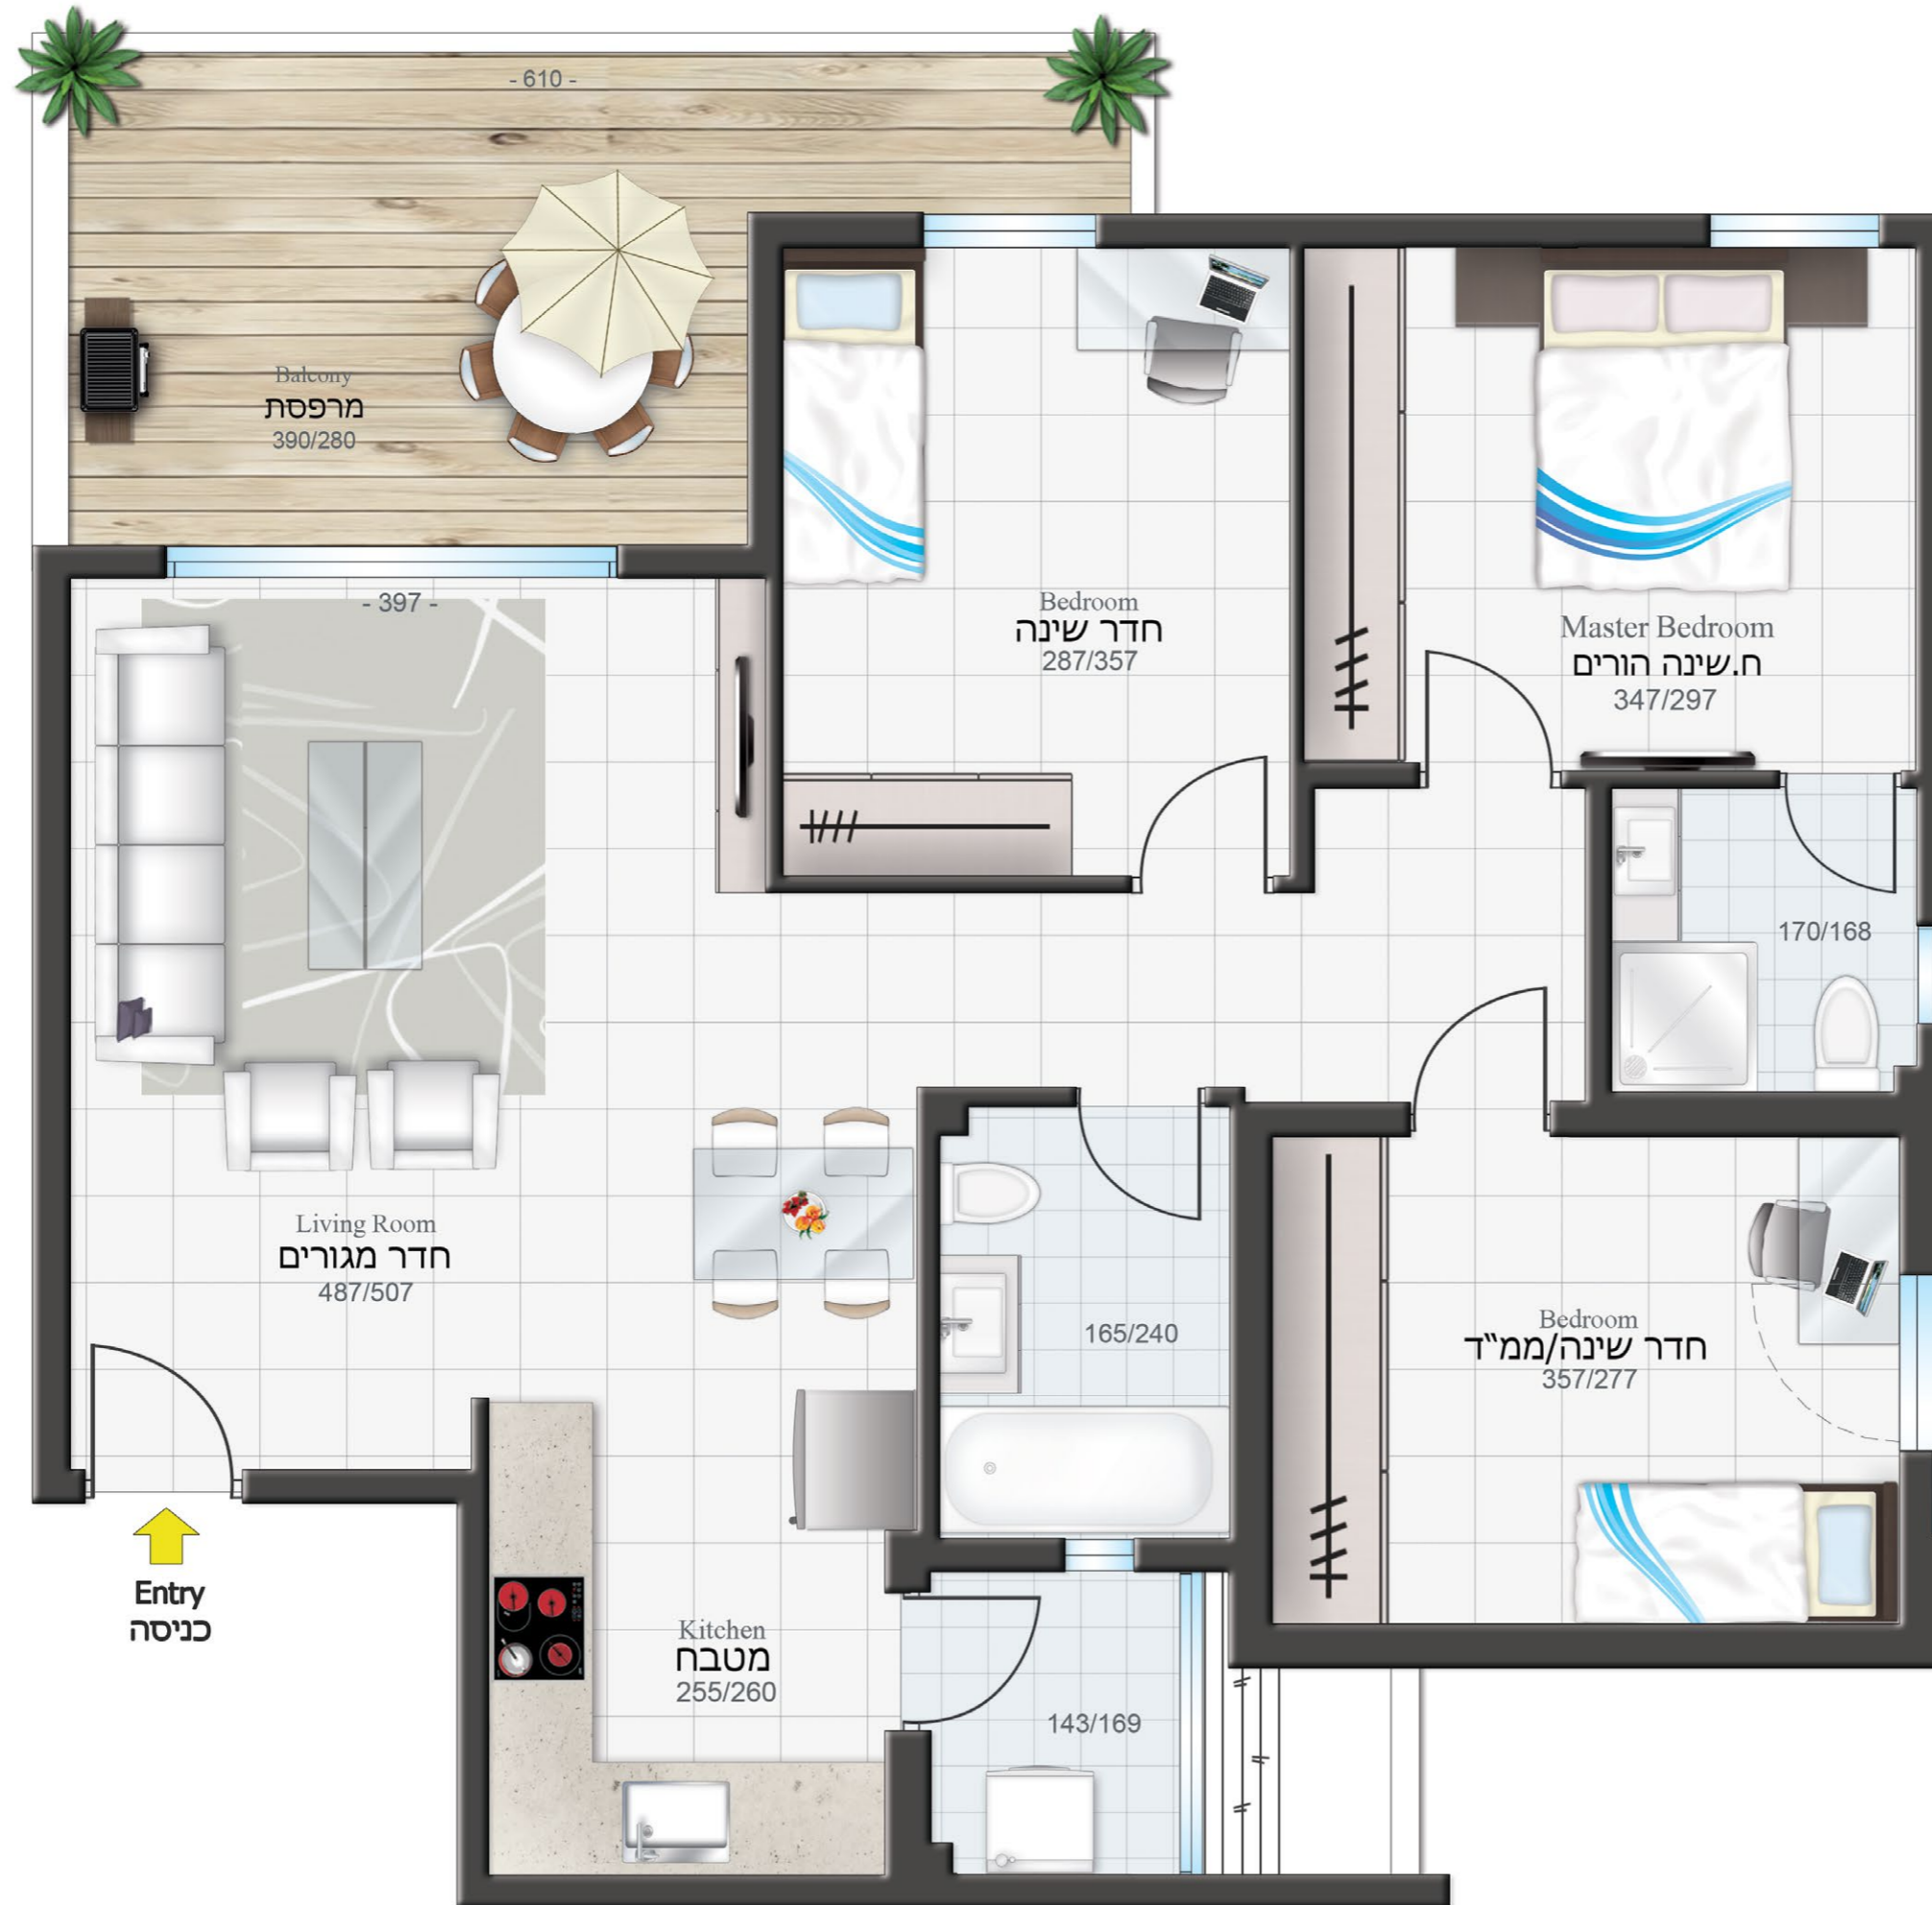 - 610 -
Balcony
מרפסת
390/280
- 397 -
Bedroom
חדר שינה
287/357
Master Bedroom
ח.שינה הורים
347/297
170/168
Living Room
חדר מגורים
487/507
165/240
Bedroom
חדר שינה/ממ"ד
357/277
Entry
כניסה
Kitchen
מטבח
255/260
143/169